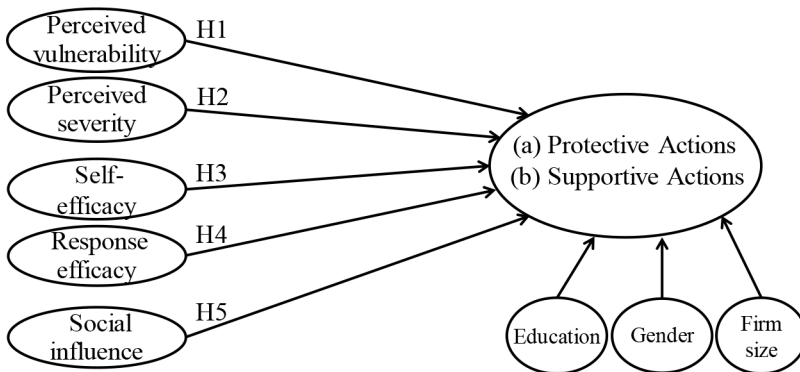 Perceived
vulnerability
H1
Perceived
severity
H2
Self-
efficacy
H3
Response
efficacy
H4
Social
influence
H5
(a) Protective Actions
(b) Supportive Actions
Education
Gender
Firm
size